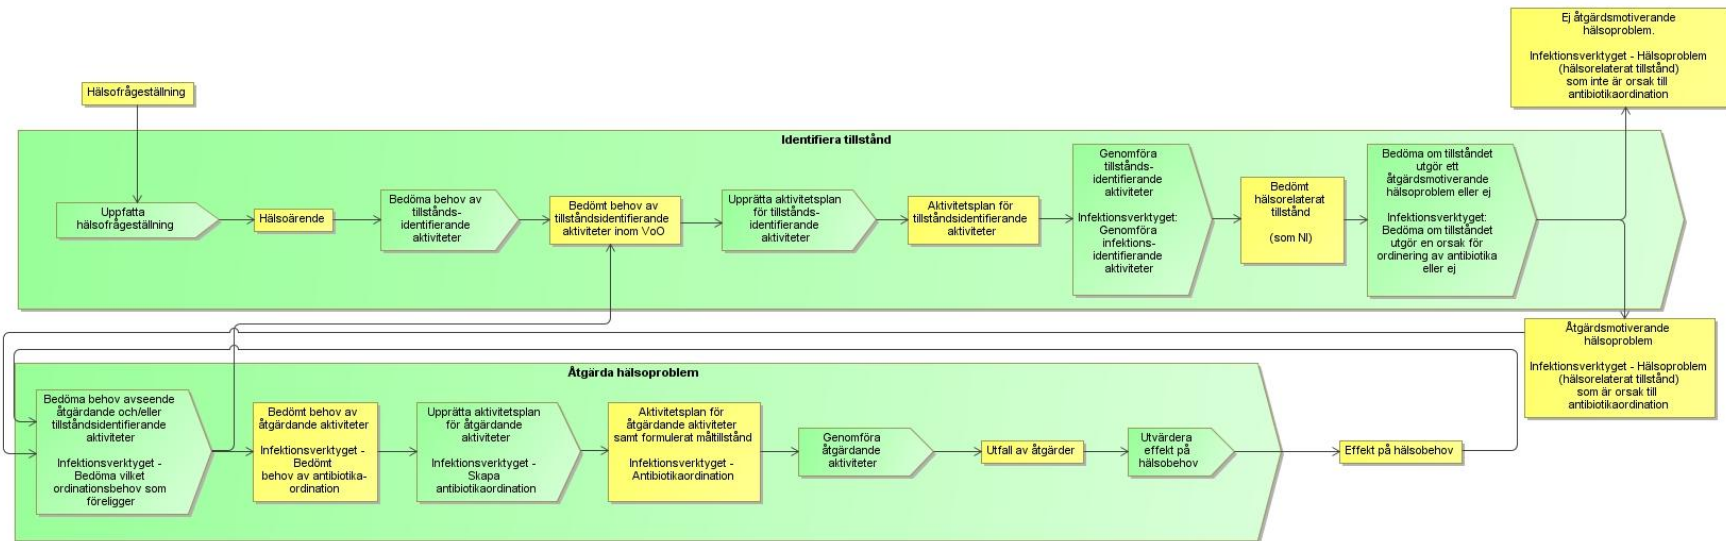 Ej åtgärdsmotiverande
hälsoproblem.
Infektionsverktyget - Hälsoproblem
(hälsorelaterat tillstånd)
som inte är orsak till
antibiotikaordination
Hälsofrågeställning
Identifiera tillstånd
Uppfatta
hälsofrågeställning
Hälsoärende
Bedöma behov av
tillstånds-
identifierande
aktiviteter
Bedömt behov av
tillståndsidentifierande
aktiviteter inom VoO
Upprätta aktivitetsplan
för tillstånds-
identifierande
aktiviteter
Aktivitetsplan för
tillståndsidentifierande
aktiviteter
Genomföra
tillstånds-
identifierande
aktiviteter
Infektionsverktyget:
Genomföra
infektions-
identifierande
aktiviteter
Bedömt
hälsorelaterat
tillstånd
(som NI)
Bedöma om tillståndet
utgör ett
åtgärdsmotiverande
hälsoproblem eller ej
Infektionsverktyget:
Bedöma om tillståndet
utgör en orsak för
ordinering av antibiotika
eller ej
Åtgärdsmotiverande
hälsoproblem
Infektionsverktyget - Hälsoproblem
(hälsorelaterat tillstånd)
som är orsak till
antibiotikaordination
Åtgärda hälsoproblem
Bedöma behov avseende
åtgärdande och/eller
tillståndsidentifierande
aktiviteter
Infektionsverktyget -
Bedöma vilket
ordinationsbehov som
föreligger
Bedömt behov av
åtgärdande aktiviteter
Infektionsverktyget -
Bedömt
behov av antibiotika-
ordination
Upprätta aktivitetsplan
för åtgärdande
aktiviteter
Infektionsverktyget -
Skapa
antibiotikaordination
Aktivitetsplan för
åtgärdande aktiviteter
samt formulerat måltillstånd
Infektionsverktyget -
Antibiotikaordination
Genomföra
åtgärdande
aktiviteter
Utfall av åtgärder
Utvärdera
effekt på
hälsobehov
Effekt på hälsobehov